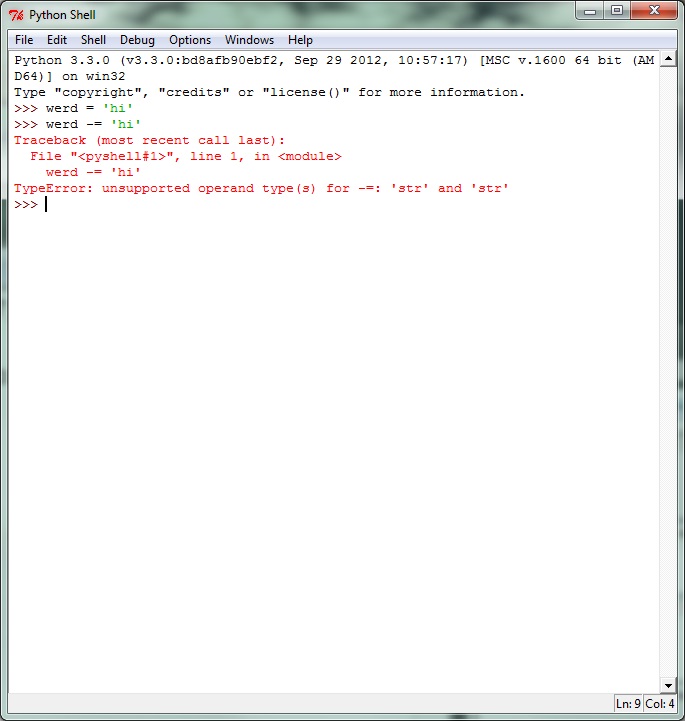 Python Shell
File Edit Shell Debug Options Windows Help
Python 3.3.0 (v3.3.0:bd8afb90ebf2, Sep 29 2012, 10:57:17) [MSC v.1600 64 bit (AM
D64)] on win32
Type "copyright", "credits" or "license()" for more information.
>>> werd = 'hi'
>>> werd -= 'hi'
Traceback (most recent call last):
  File "<pyshell#1>", line 1, in <module>
    werd -= 'hi'
TypeError: unsupported operand type(s) for -=: 'str' and 'str'
>>>
Ln: 9 Col: 4